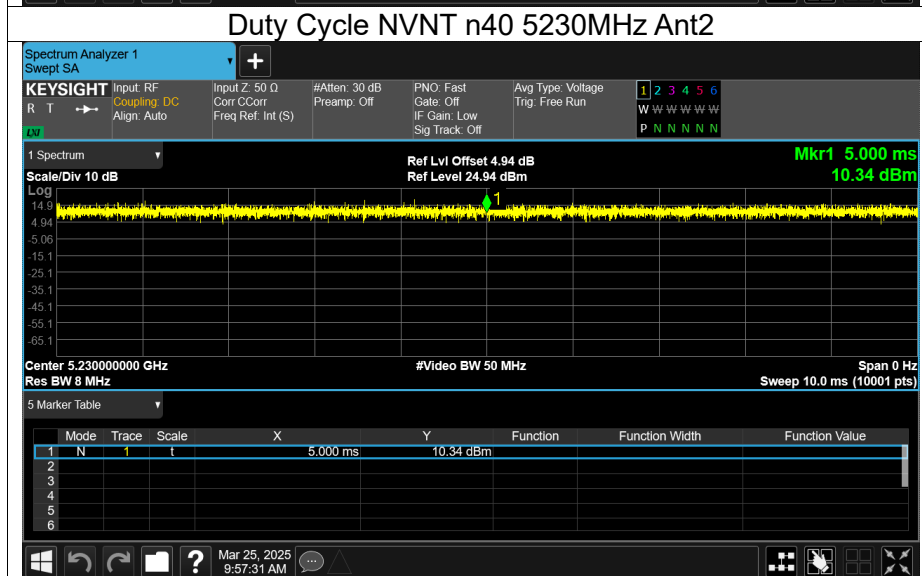 Duty Cycle NVNT n40 5230MHz Ant2
Spectrum Analyzer 1
Swept SA
+
KEYSIGHT
R T
LXI
Input: RF
Coupling: DC
Align: Auto
Input Z: 50 Ω
Corr CCorr
Freq Ref: Int (S)
#Atten: 30 dB
Preamp: Off
PNO: Fast
Gate: Off
IF Gain: Low
Sig Track: Off
Avg Type: Voltage
Trig: Free Run
1 2 3 4 5 6
W W W W W W
P N N N N N
1 Spectrum
Scale/Div 10 dB
Ref Lvl Offset 4.94 dB
Ref Level 24.94 dBm
Mkr1 5.000 ms
10.34 dBm
Log
14.9
4.94
-5.06
-15.1
-25.1
-35.1
-45.1
-55.1
-65.1
1
Center 5.230000000 GHz
Res BW 8 MHz
#Video BW 50 MHz
Span 0 Hz
Sweep 10.0 ms (10001 pts)
5 Marker Table
Mode Trace Scale X Y Function Function Width Function Value
1 N 1 t 5.000 ms 10.34 dBm
2
3
4
5
6
?
Mar 25, 2025
9:57:31 AM